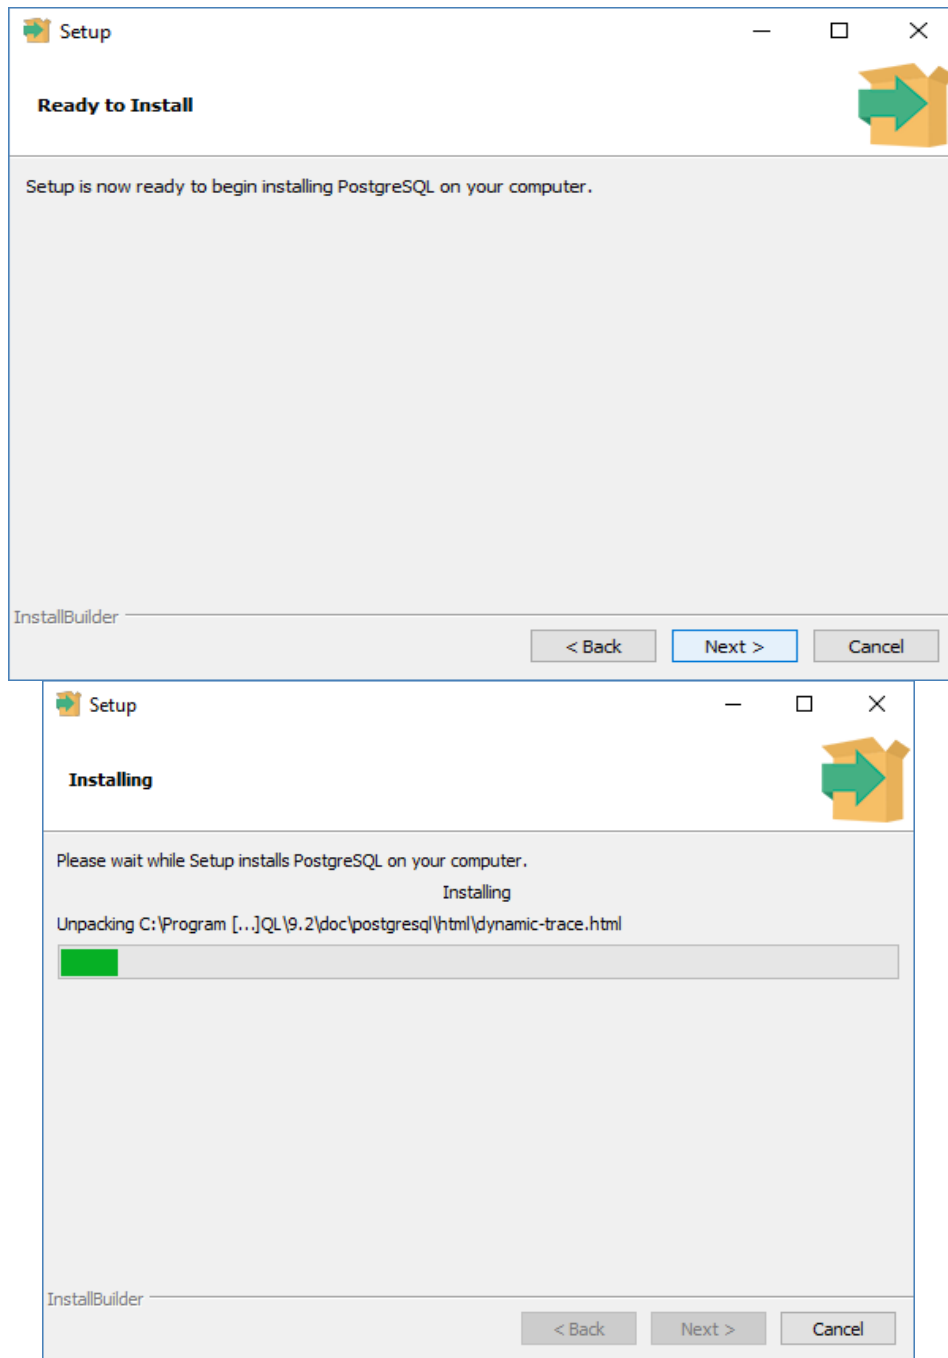 Setup
Ready to Install
Setup is now ready to begin installing PostgreSQL on your computer.
InstallBuilder
< Back Next > Cancel
Setup
Installing
Please wait while Setup installs PostgreSQL on your computer.
Installing
Unpacking C:\Program [...]QL\9.2\doc\postgresql\html\dynamic-trace.html
InstallBuilder
< Back Next > Cancel